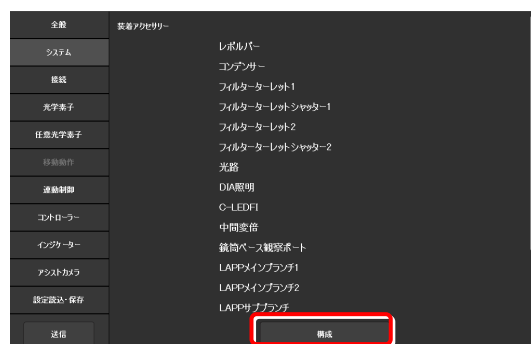 全般
システム
接続
光学素子
任意光学素子
移動動作
連動制御
コントローラー
インジケーター
アシストカメラ
設定読込・保存
送信
装着アクセサリー
レボルバー
コンデンサー
フィルターターレット1
フィルターターレットシャッター1
フィルターターレット2
フィルターターレットシャッター2
光路
DIA照明
C-LEDFI
中間変倍
鏡筒ベース観察ポート
LAPPメインブランチ1
LAPPメインブランチ2
LAPPサブブランチ
構成